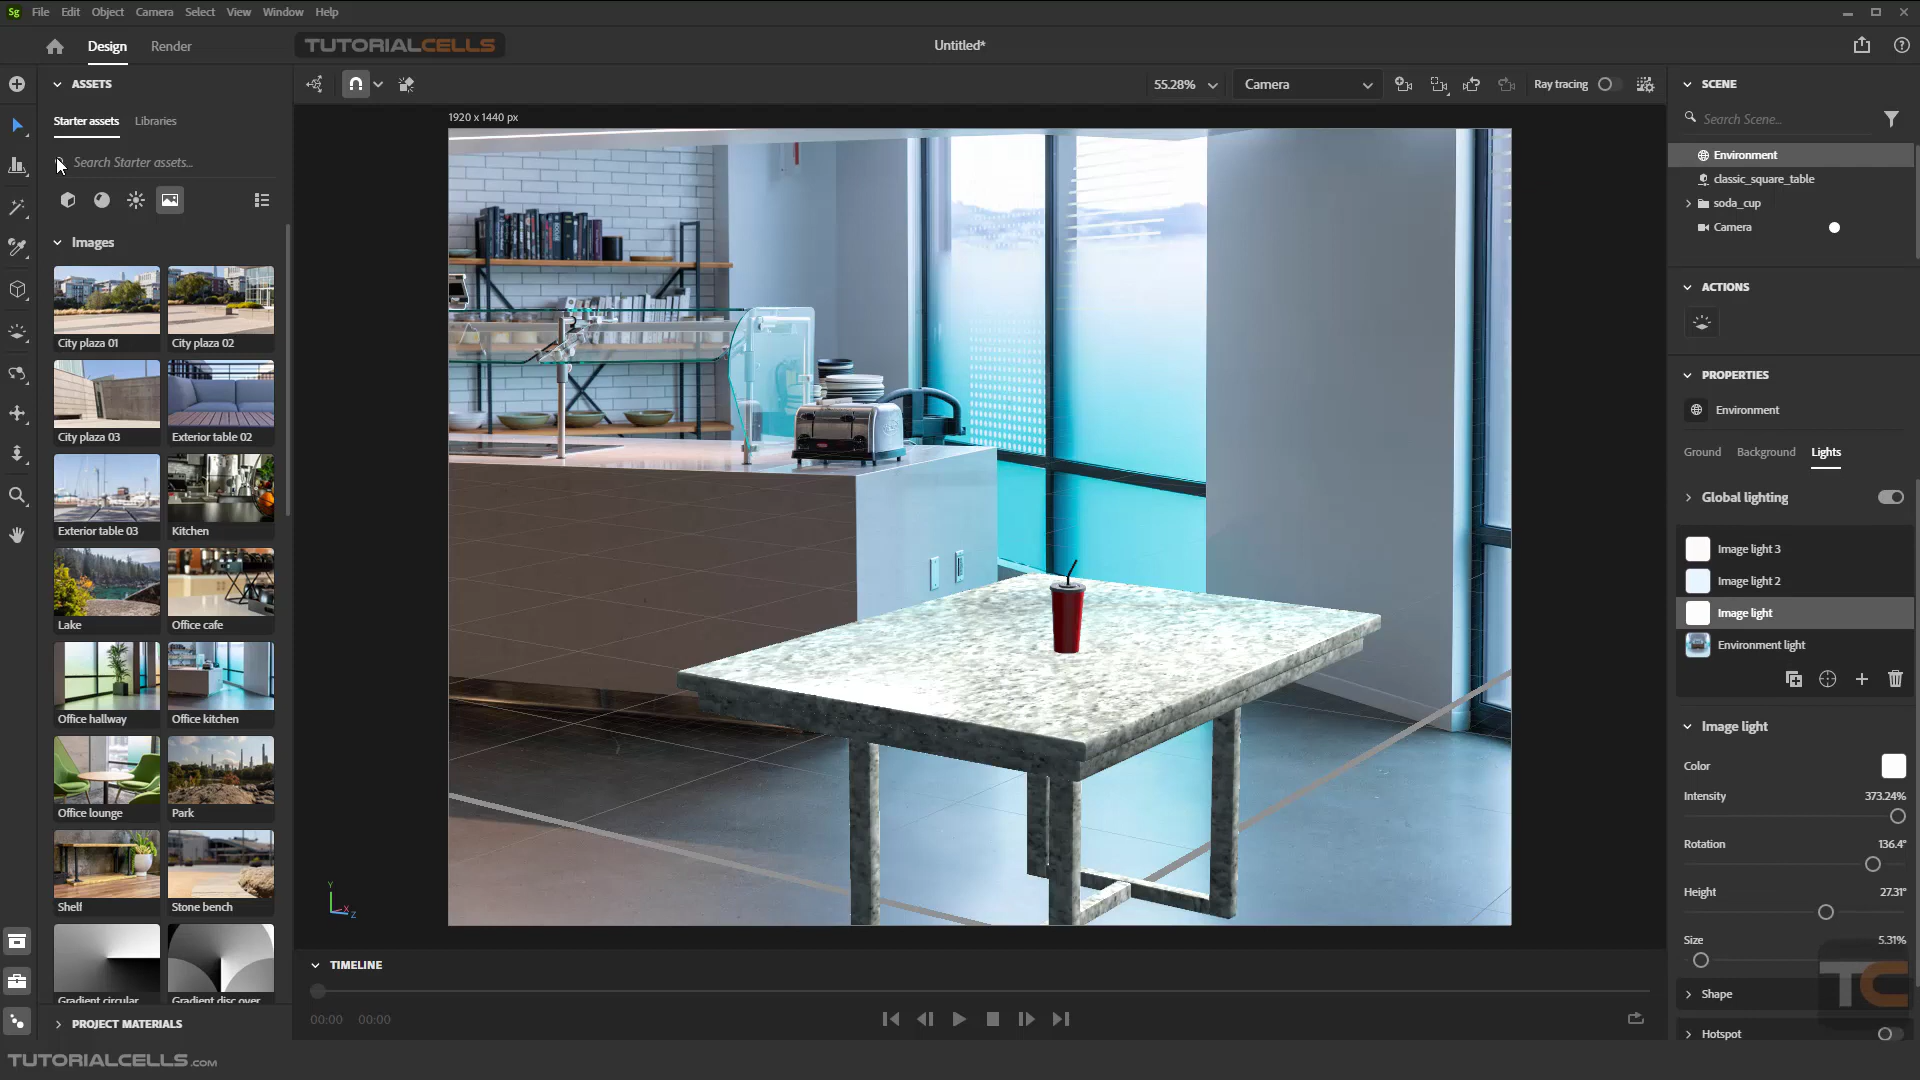 Sg File Edit Object Camera Select View Window Help
Design Render TUTORIALCELLS Untitled*
ASSETS
Starter assets Libraries
Search Starter assets...
Images
City plaza 01 City plaza 02
City plaza 03 Exterior table 02
Exterior table 03 Kitchen
Lake Office cafe
Office hallway Office kitchen
Office lounge Park
Shelf Stone bench
Gradient circular Gradient disc over
PROJECT MATERIALS
55.28% Camera Ray tracing
1920 x 1440 px
Y
X
Z
TIMELINE
00:00 00:00
SCENE
Search Scene...
Environment
classic_square_table
soda_cup
Camera
ACTIONS
PROPERTIES
Environment
Ground Background Lights
Global lighting
Image light 3
Image light 2
Image light
Environment light
Image light
Color
Intensity 373.24%
Rotation 136.4°
Height 27.31°
Size 5.31%
Shape
Hotspot
TC
TUTORIALCELLS.COM